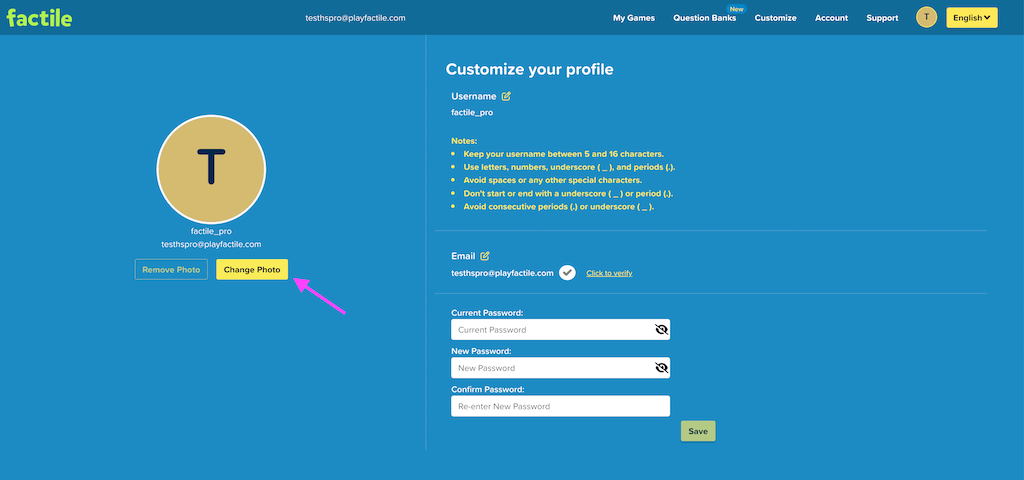 factile
testhspro@playfactile.com
My Games
Question Banks
New
Customize
Account
Support
T
English
T
factile_pro
testhspro@playfactile.com
Remove Photo
Change Photo
Customize your profile
Username
factile_pro
Notes:
Keep your username between 5 and 16 characters.
Use letters, numbers, underscore ( _ ), and periods (.).
Avoid spaces or any other special characters.
Don't start or end with a underscore ( _ ) or period (.).
Avoid consecutive periods (.) or underscore ( _ ).
Email
testhspro@playfactile.com
Click to verify
Current Password:
Current Password
New Password:
New Password
Confirm Password:
Re-enter New Password
Save